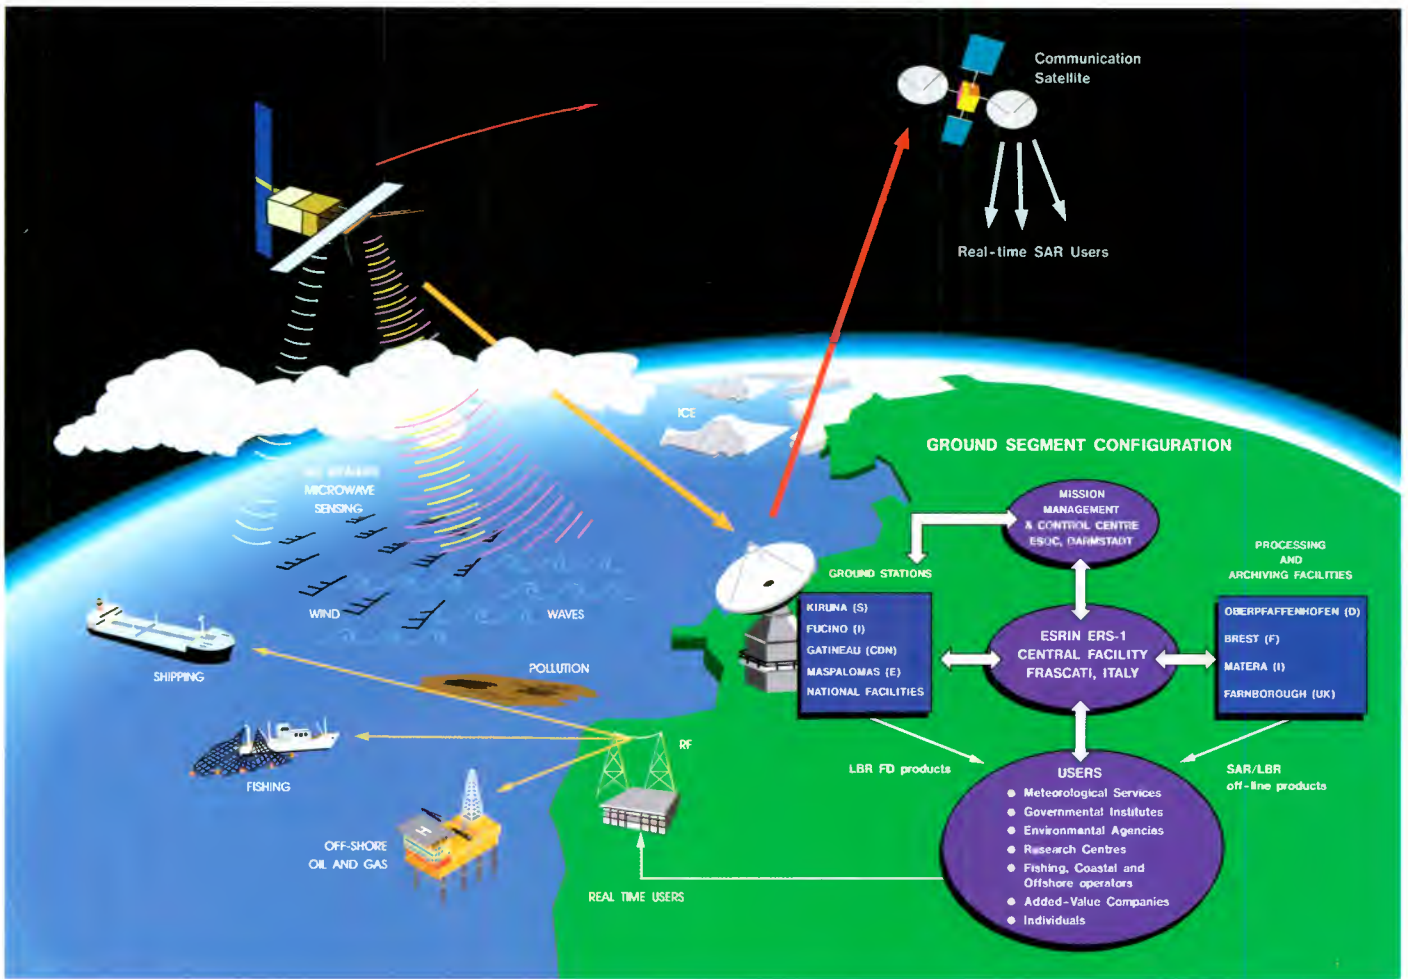 Communication
Satellite
Real-time SAR Users
ICE
MICROWAVE
SENSING
WIND
WAVES
SHIPPING
POLLUTION
FISHING
RF
OFF-SHORE
OIL AND GAS
REAL TIME USERS
GROUND SEGMENT CONFIGURATION
MISSION
MANAGEMENT
& CONTROL CENTRE
ESOC, DARMSTADT
GROUND STATIONS
KIRUNA (S)
FUCINO (I)
GATINEAU (CDN)
MASPALOMAS (E)
NATIONAL FACILITIES
ESRIN ERS-1
CENTRAL FACILITY
FRASCATI, ITALY
PROCESSING
AND
ARCHIVING FACILITIES
OBERPFAFFENHOFEN (D)
BREST (F)
MATERA (I)
FARNBOROUGH (UK)
LBR FD products
SAR/LBR
off-line products
USERS
Meteorological Services
Governmental Institutes
Environmental Agencies
Research Centres
Fishing, Coastal and
Offshore operators
Added-Value Companies
Individuals